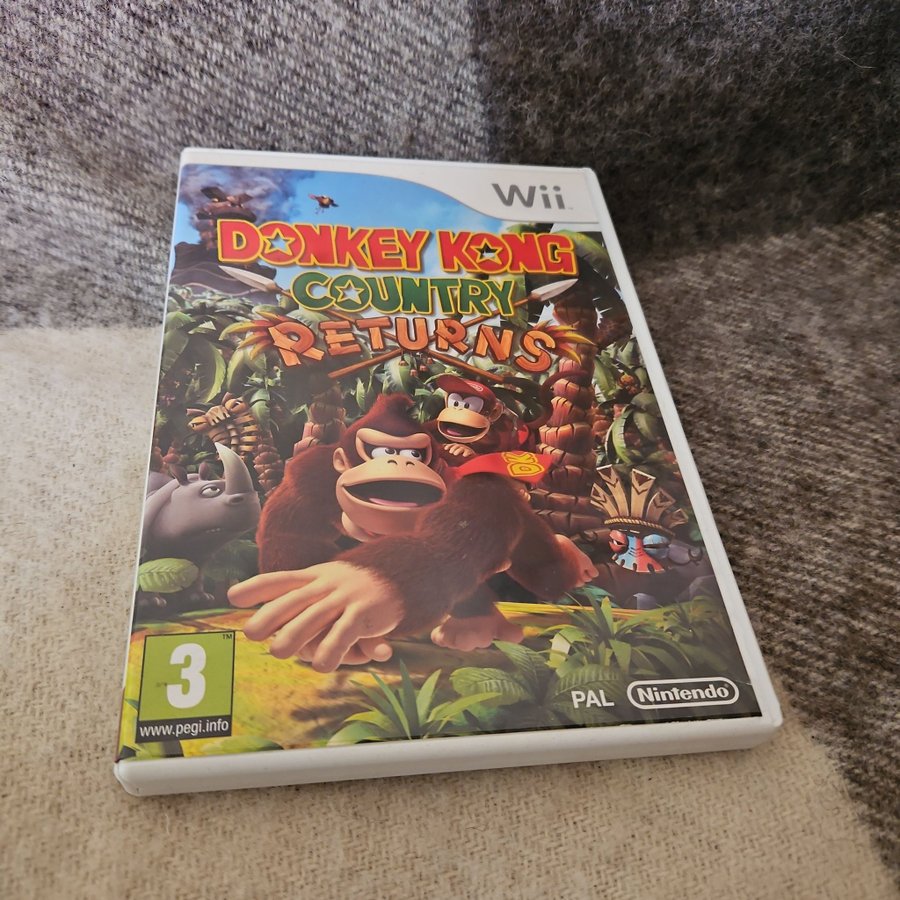 Wii
DONKEY KONG
COUNTRY
RETURNS
DK
3
www.pegi.info
PAL
Nintendo